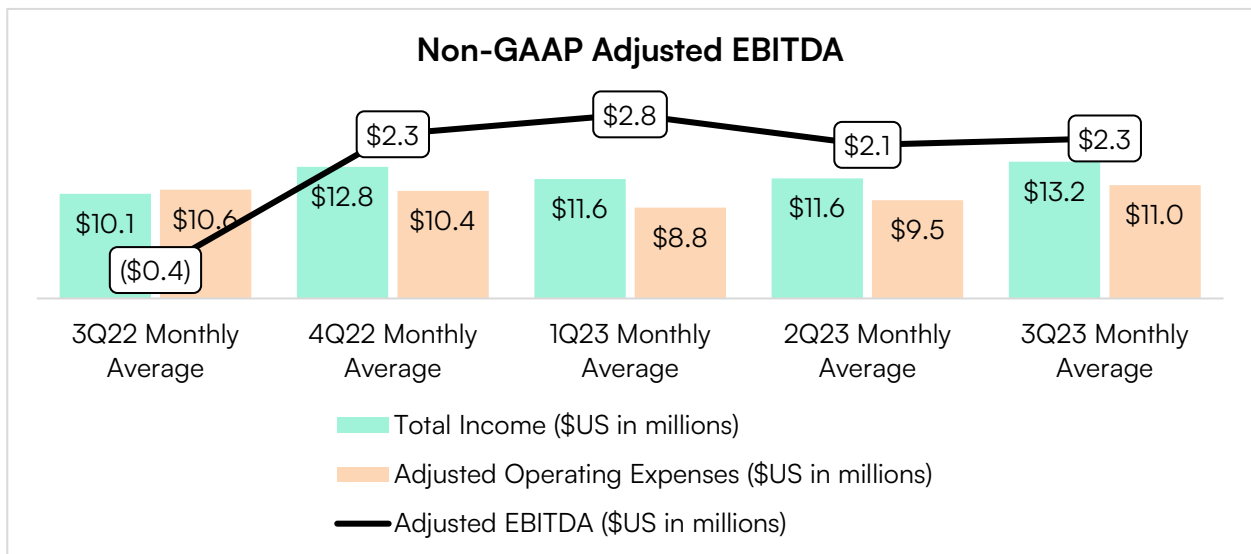 Non-GAAP Adjusted EBITDA
$2.3
$2.8
$2.1
$2.3
$10.1
$10.6
$12.8
$10.4
$11.6
$8.8
$11.6
$9.5
$13.2
$11.0
($0.4)
3Q22 Monthly
Average
4Q22 Monthly
Average
1Q23 Monthly
Average
2Q23 Monthly
Average
3Q23 Monthly
Average
Total Income ($US in millions)
Adjusted Operating Expenses ($US in millions)
Adjusted EBITDA ($US in millions)